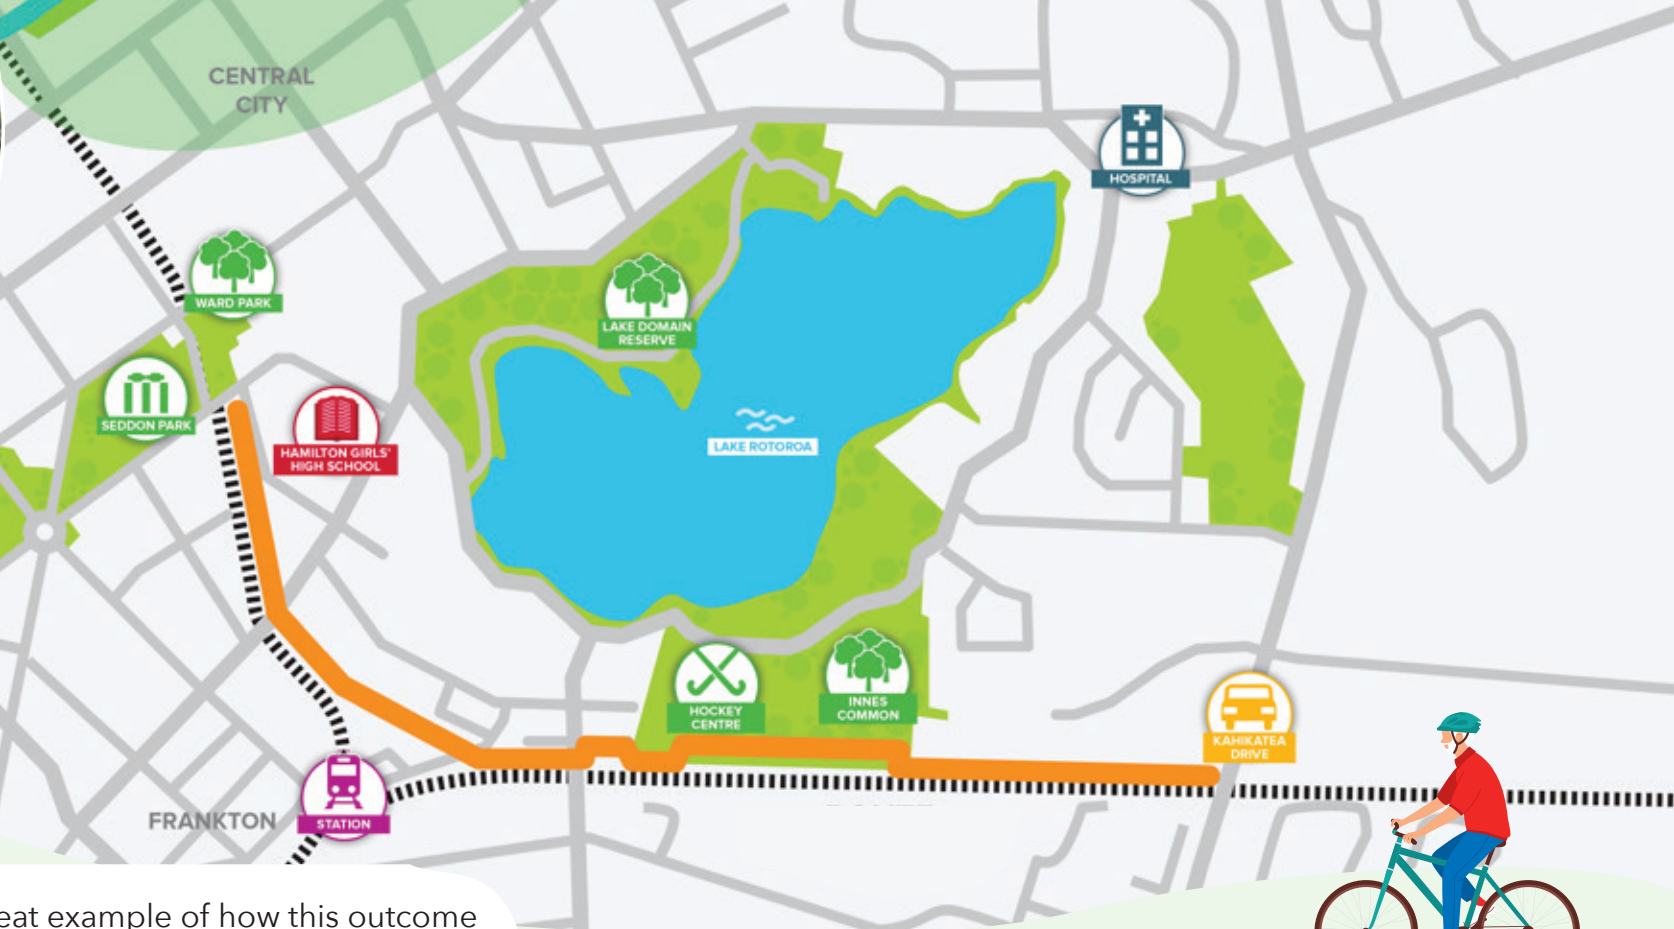 CENTRAL
CITY
HOSPITAL
WARD PARK
LAKE DOMAIN
RESERVE
SEDDON PARK
HAMILTON GIRLS'
HIGH SCHOOL
LAKE ROTOROA
HOCKEY
CENTRE
INNES
COMMON
KAHIKATEA
DRIVE
FRANKTON
STATION
eat example of how this outcome